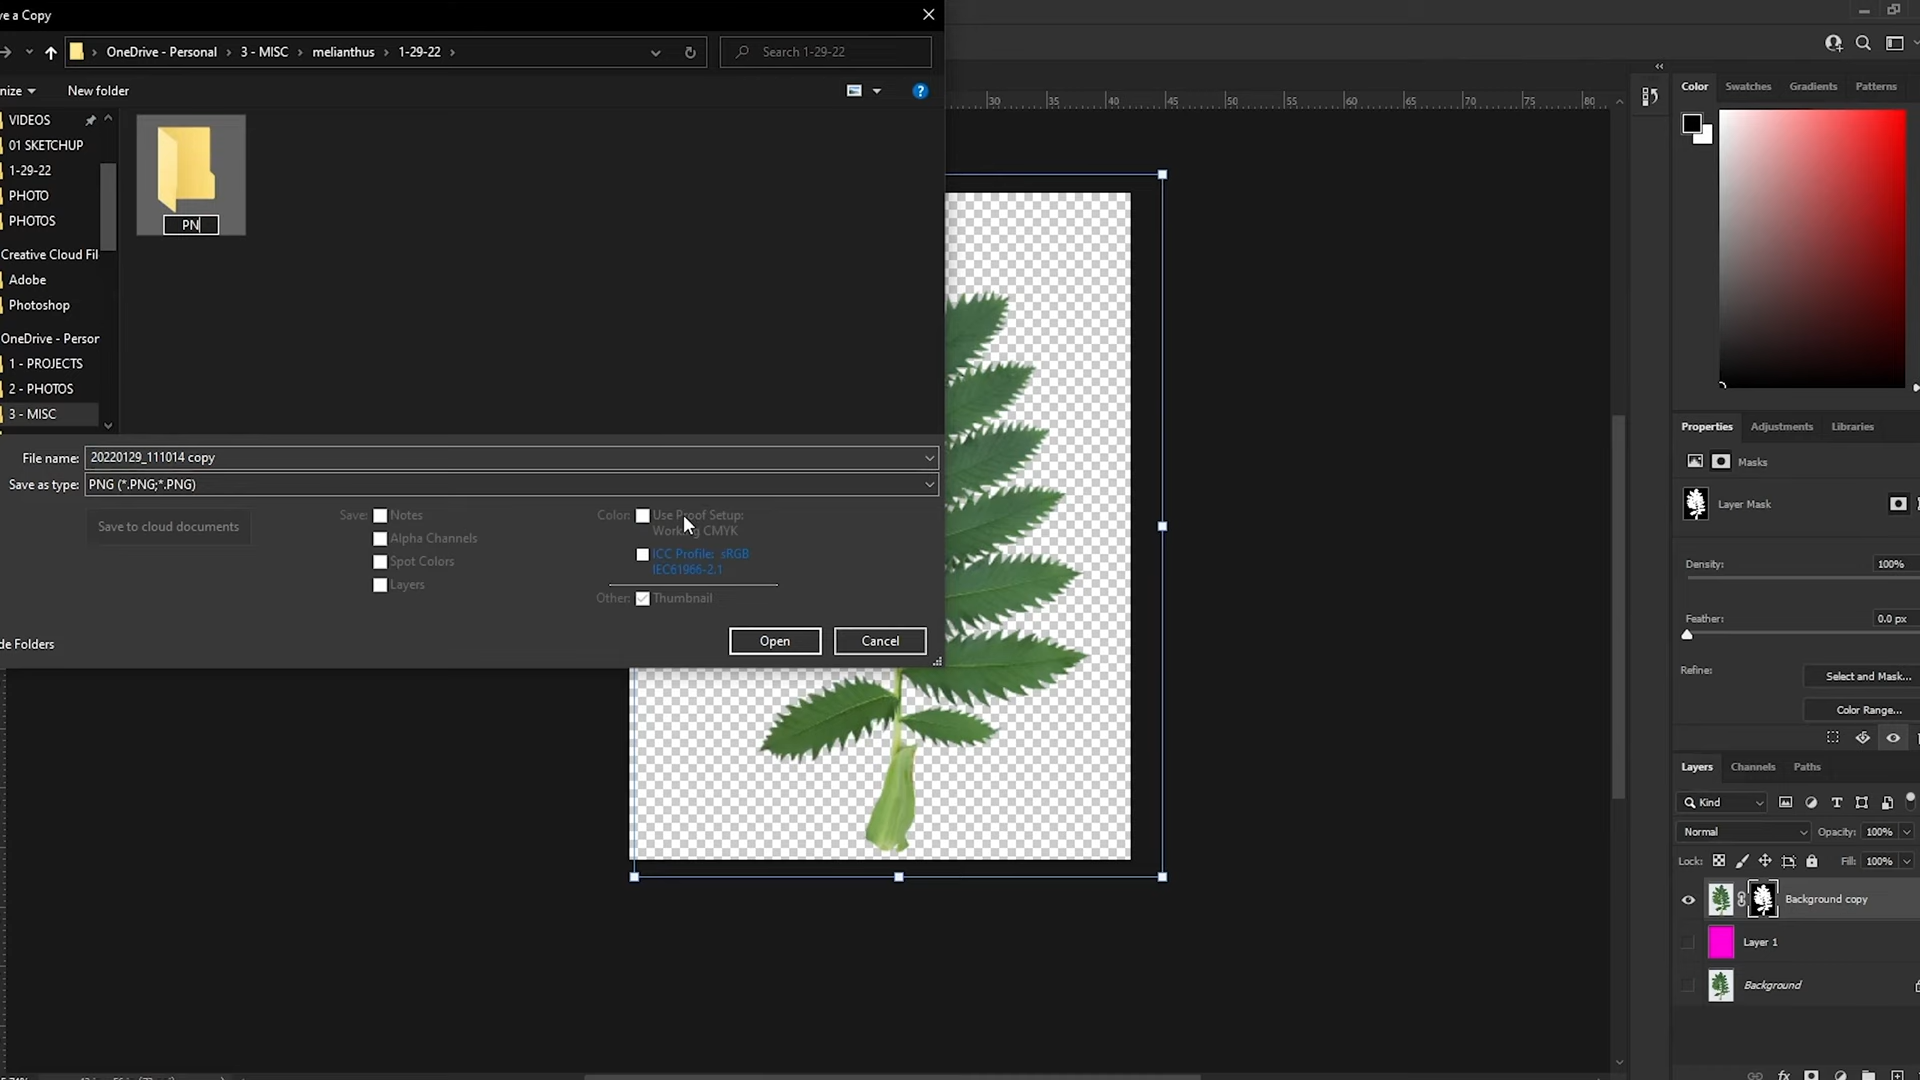 ve a Copy
OneDrive - Personal > 3 - MISC > melianthus > 1-29-22 >
Search 1-29-22
nize
New folder
VIDEOS
01 SKETCHUP
1-29-22
PHOTO
PHOTOS
Creative Cloud Fil
Adobe
Photoshop
OneDrive - Person
1 - PROJECTS
2 - PHOTOS
3 - MISC
PN
File name: 20220129_111014 copy
Save as type: PNG (*.PNG;*.PNG)
Save to cloud documents
Save: Notes
Alpha Channels
Spot Colors
Layers
Color: Use Proof Setup:
Working CMYK
ICC Profile: sRGB
IEC61966-2.1
Other: Thumbnail
de Folders
Open
Cancel
30 35 40 45 50 55 60 65 70 75 80
Color Swatches Gradients Patterns
Properties Adjustments Libraries
Masks
Layer Mask
Density: 100%
Feather: 0.0 px
Refine:
Select and Mask...
Color Range...
Layers Channels Paths
Kind
Normal
Opacity: 100%
Lock:
Fill: 100%
Background copy
Layer 1
Background
fx